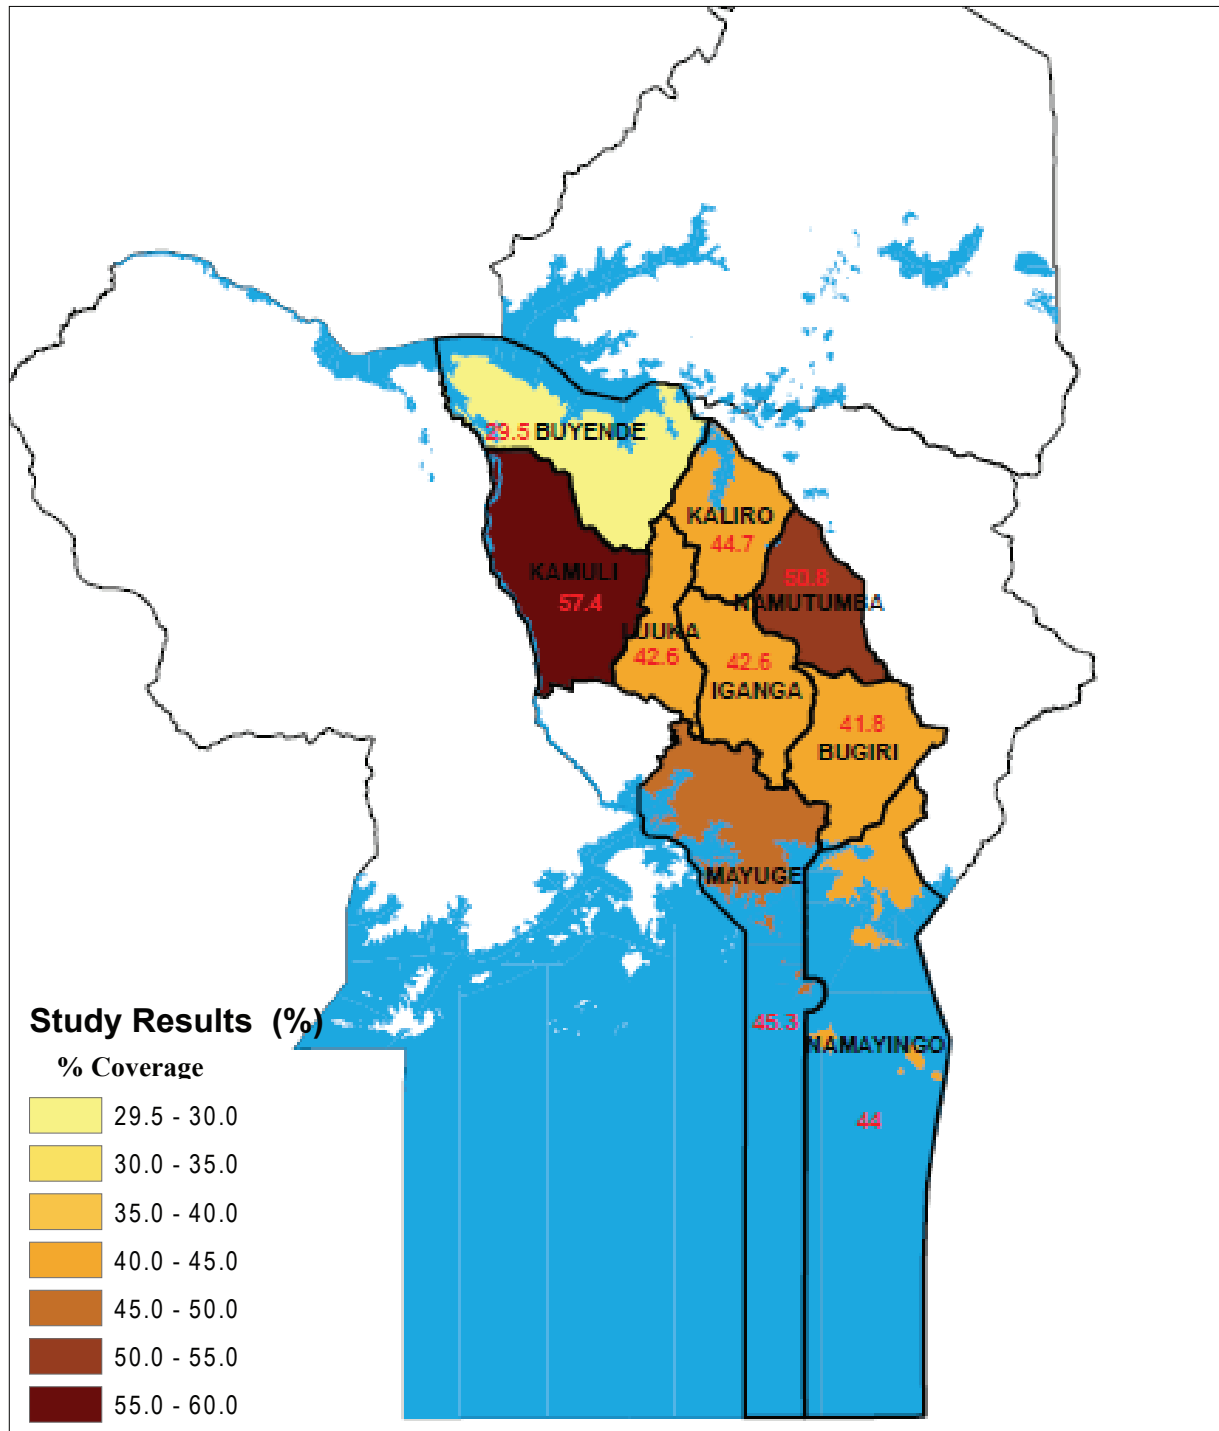 29.5 BUYENDE
KALIRO
44.7
KAMULI
57.4
50.8
NAMUTUMBA
LUUKA
42.6
42.6
IGANGA
41.8
BUGIRI
MAYUGE
45.3
NAMAYINGO
44
Study Results (%)
% Coverage
29.5 - 30.0
30.0 - 35.0
35.0 - 40.0
40.0 - 45.0
45.0 - 50.0
50.0 - 55.0
55.0 - 60.0